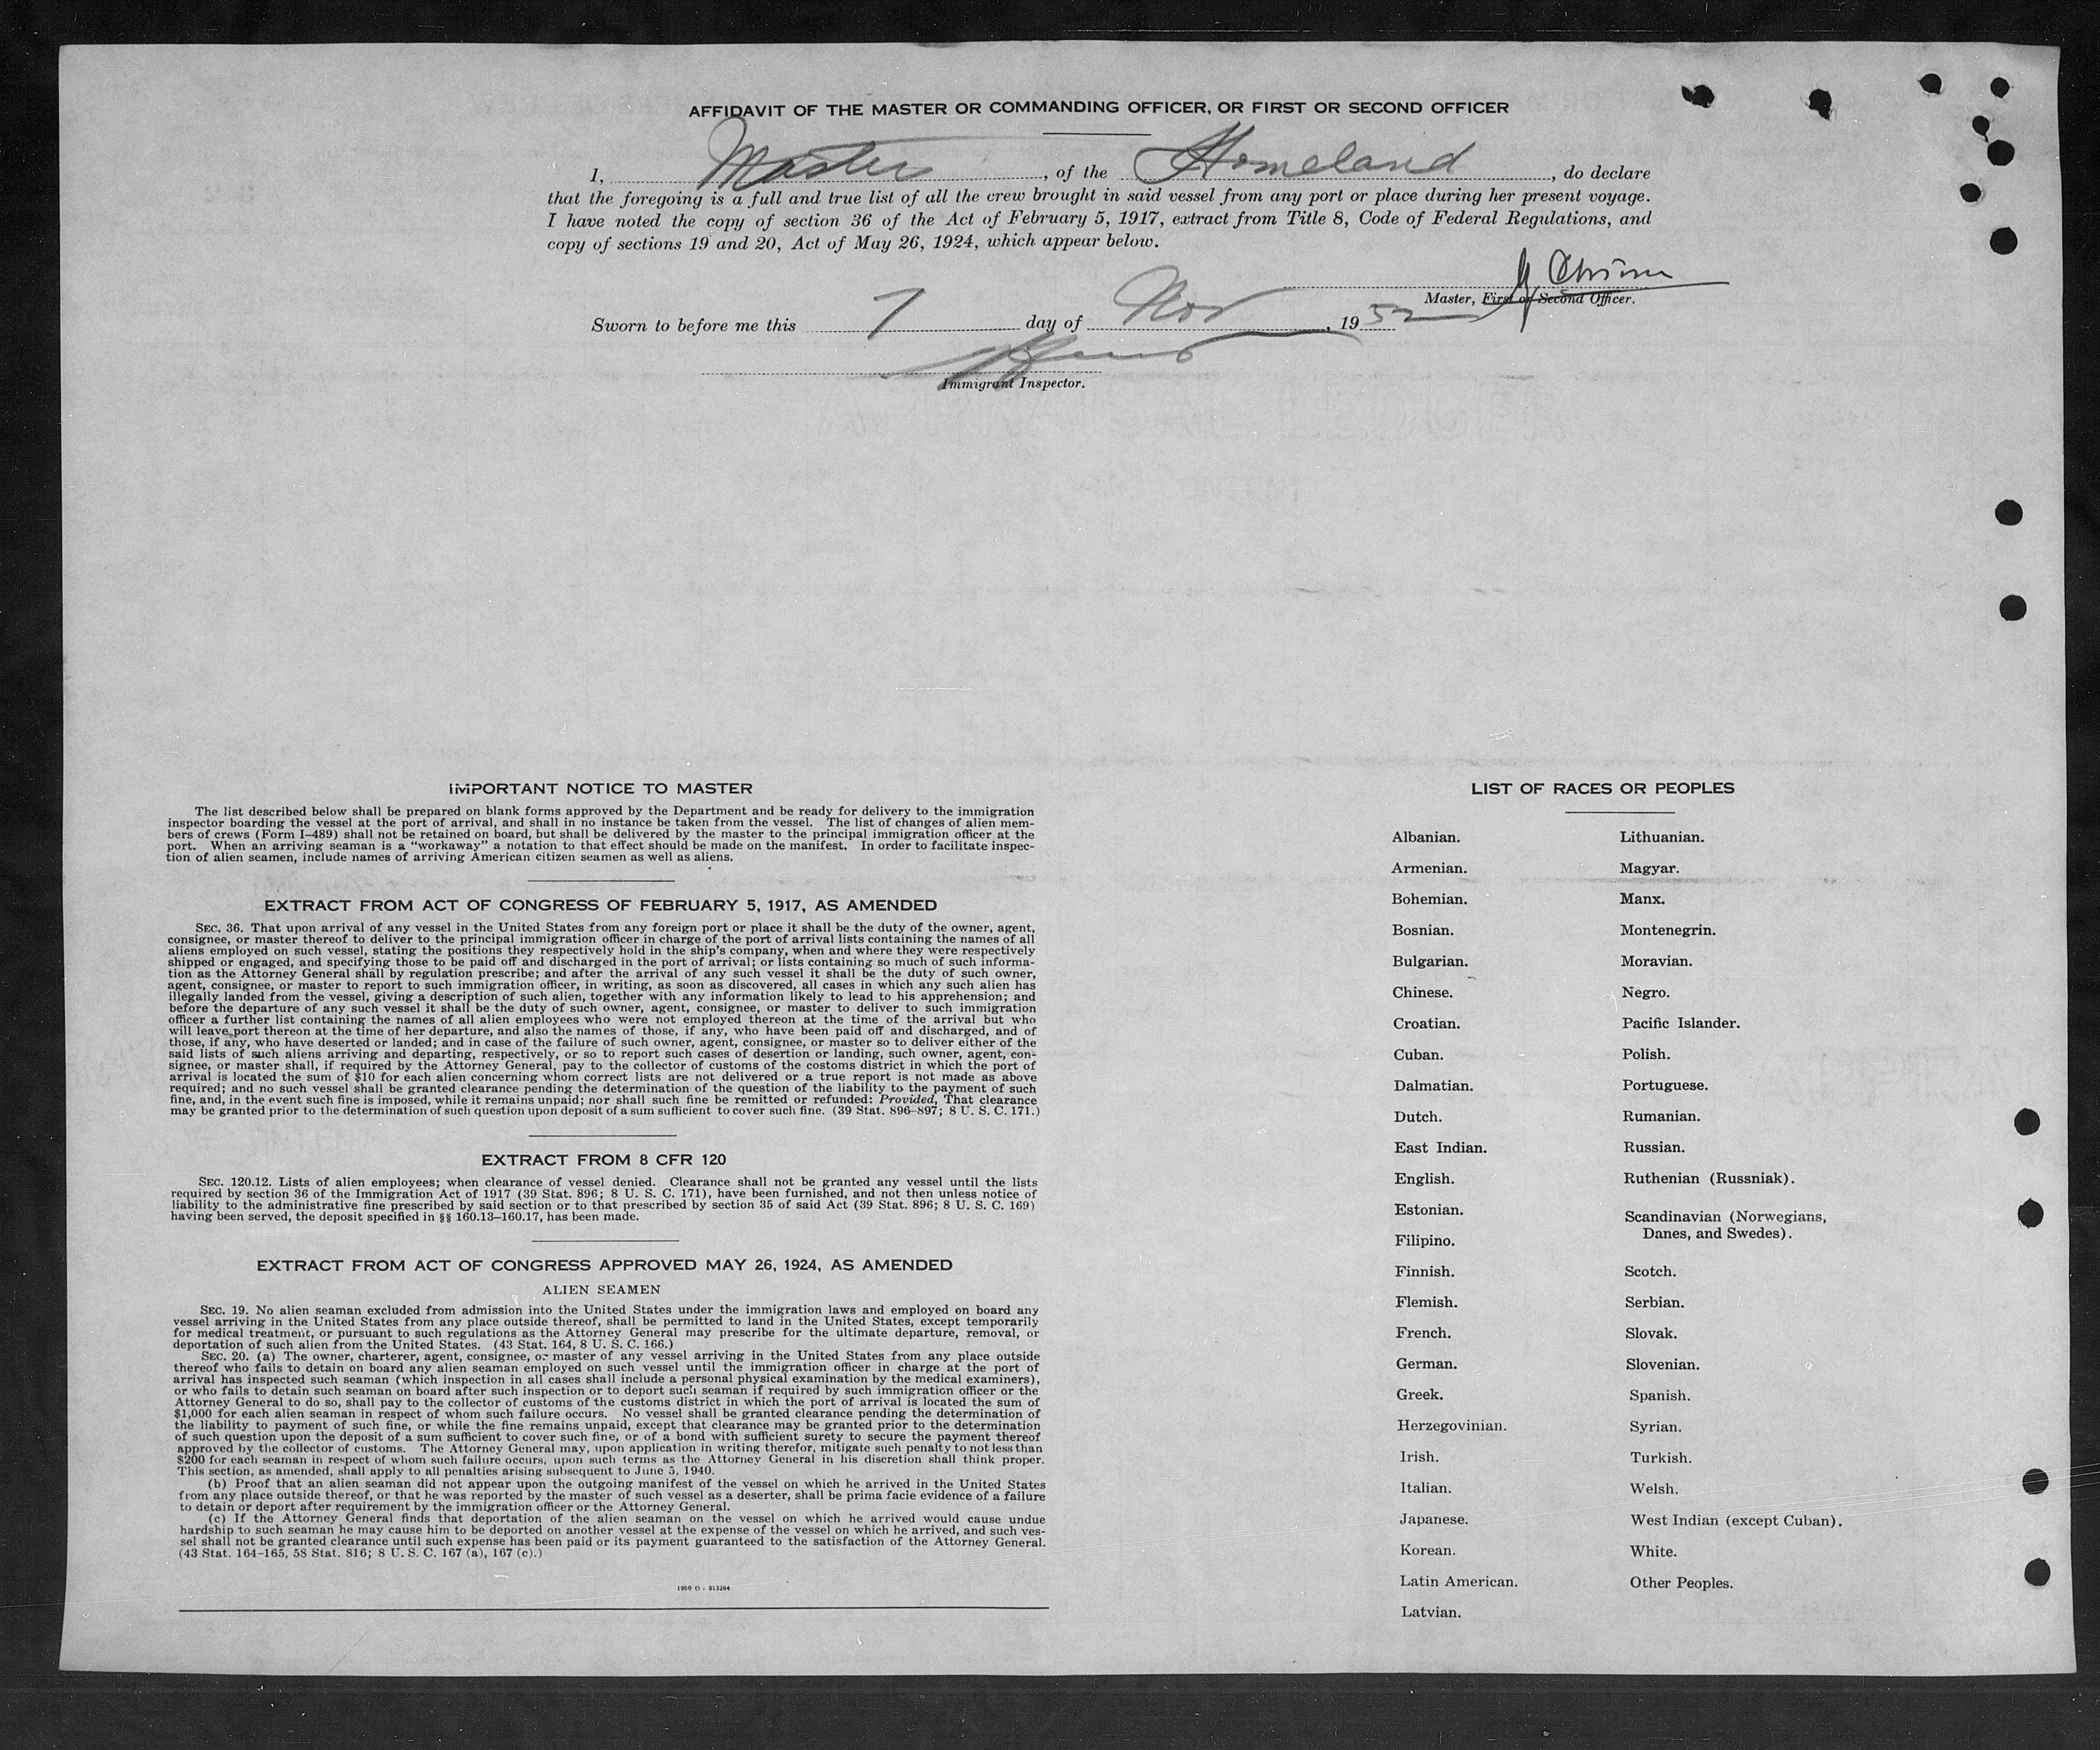 AFFIDAVIT OF THE MASTER OR COMMANDING OFFICER, OR FIRST OR SECOND OFFICER
I, Master, of the Homeland, do declare
that the foregoing is a full and true list of all the crew brought in said vessel from any port or place during her present voyage.
I have noted the copy of section 36 of the Act of February 5, 1917, extract from Title 8, Code of Federal Regulations, and
copy of sections 19 and 20, Act of May 26, 1924, which appear below.
Master, First or Second Officer.
Sworn to before me this 7 day of Nov, 1952
Immigrant Inspector.
IMPORTANT NOTICE TO MASTER
The list described below shall be prepared on blank forms approved by the Department and be ready for delivery to the immigration
inspector boarding the vessel at the port of arrival, and shall in no instance be taken from the vessel. The list of changes of alien mem-
bers of crews (Form I-489) shall not be retained on board, but shall be delivered by the master to the principal immigration officer at the
port. When an arriving seaman is a "workaway" a notation to that effect should be made on the manifest. In order to facilitate inspec-
tion of alien seamen, include names of arriving American citizen seamen as well as aliens.
EXTRACT FROM ACT OF CONGRESS OF FEBRUARY 5, 1917, AS AMENDED
SEC. 36. That upon arrival of any vessel in the United States from any foreign port or place it shall be the duty of the owner, agent,
consignee, or master thereof to deliver to the principal immigration officer in charge of the port of arrival lists containing the names of all
aliens employed on such vessel, stating the positions they respectively hold in the ship's company, when and where they were respectively
shipped or engaged, and specifying those to be paid off and discharged in the port of arrival; or lists containing so much of such informa-
tion as the Attorney General shall by regulation prescribe; and after the arrival of any such vessel it shall be the duty of such owner,
agent, consignee, or master to report to such immigration officer, in writing, as soon as discovered, all cases in which any such alien has
illegally landed from the vessel, giving a description of such alien, together with any information likely to lead to his apprehension; and
before the departure of any such vessel it shall be the duty of such owner, agent, consignee, or master to deliver to such immigration
officer a further list containing the names of all alien employees who were not employed thereon at the time of the arrival but who
will leave port thereon at the time of her departure, and also the names of those, if any, who have been paid off and discharged, and of
those, if any, who have deserted or landed; and in case of the failure of such owner, agent, consignee, or master so to deliver either of the
said lists of such aliens arriving and departing, respectively, or so to report such cases of desertion or landing, such owner, agent, con-
signee, or master shall, if required by the Attorney General, pay to the collector of customs of the costoms district in which the port of
arrival is located the sum of $10 for each alien concerning whom correct lists are not delivered or a true report is not made as above
required; and no such vessel shall be granted clearance pending the determination of the question of the liability to the payment of such
fine, and, in the event such fine is imposed, while it remains unpaid; nor shall such fine be remitted or refunded: Provided, That clearance
may be granted prior to the determination of such question upon deposit of a sum sufficient to cover such fine. (39 Stat. 896-897; 8 U. S. C. 171.)
EXTRACT FROM 8 CFR 120
SEC. 120.12. Lists of alien employees; when clearance of vessel denied. Clearance shall not be granted any vessel until the lists
required by section 36 of the Immigration Act of 1917 (39 Stat. 896; 8 U. S. C. 171), have been furnished, and not then unless notice of
liability to the administrative fine prescribed by said section or to that prescribed by section 35 of said Act (39 Stat. 896; 8 U. S. C. 169)
having been served, the deposit specified in §§ 160.13-160.17, has been made.
EXTRACT FROM ACT OF CONGRESS APPROVED MAY 26, 1924, AS AMENDED
ALIEN SEAMEN
SEC. 19. No alien seaman excluded from admission into the United States under the immigration laws and employed on board any
vessel arriving in the United States from any place outside thereof, shall be permitted to land in the United States, except temporarily
for medical treatment, or pursuant to such regulations as the Attorney General may prescribe for the ultimate departure, removal, or
deportation of such alien from the United States. (43 Stat. 164, 8 U. S. C. 166.)
SEC. 20. (a) The owner, charterer, agent, consignee, or master of any vessel arriving in the United States from any place outside
thereof who fails to detain on board any alien seaman employed on such vessel until the immigration officer in charge at the port of
arrival has inspected such seaman (which inspection in all cases shall include a personal physical examination by the medical examiners),
or who fails to detain such seaman on board after such inspection or to deport such seaman if required by such immigration officer or the
Attorney General to do so, shall pay to the collector of customs of the customs district in which the port of arrival is located the sum of
$1,000 for each alien seaman in respect of whom such failure occurs. No vessel shall be granted clearance pending the determination of
the liability to payment of such fine, or while the fine remains unpaid, except that clearance may be granted prior to the determination
of such question upon the deposit of a sum sufficient to cover such fine, or of a bond with sufficient surety to secure the payment thereof
approved by the collector of customs. The Attorney General may, upon application in writing therefor, mitigate such penalty to not less than
$200 for each seaman in respect of whom such failure occurs, upon such terms as the Attorney General in his discretion shall think proper.
This section, as amended, shall apply to all penalties arising subsequent to June 5, 1940.
(b) Proof that an alien seaman did not appear upon the outgoing manifest of the vessel on which he arrived in the United States
from any place outside thereof, or that he was reported by the master of such vessel as a deserter, shall be prima facie evidence of a failure
to detain or deport after requirement by the immigration officer or the Attorney General.
(c) If the Attorney General finds that deportation of the alien seaman on the vessel on which he arrived would cause undue
hardship to such seaman he may cause him to be deported on another vessel at the expense of the vessel on which he arrived, and such ves-
sel shall not be granted clearance until such expense has been paid or its payment guaranteed to the satisfaction of the Attorney General.
(43 Stat. 164-165, 58 Stat. 816; 8 U. S. C. 167 (a), 167 (c).)
1950 O - 913264
LIST OF RACES OR PEOPLES
Albanian.
Armenian.
Bohemian.
Bosnian.
Bulgarian.
Chinese.
Croatian.
Cuban.
Dalmatian.
Dutch.
East Indian.
English.
Estonian.
Filipino.
Finnish.
Flemish.
French.
German.
Greek.
Herzegovinian.
Irish.
Italian.
Japanese.
Korean.
Latin American.
Latvian.
Lithuanian.
Magyar.
Manx.
Montenegrin.
Moravian.
Negro.
Pacific Islander.
Polish.
Portuguese.
Rumanian.
Russian.
Ruthenian (Russniak).
Scandinavian (Norwegians,
Danes, and Swedes).
Scotch.
Serbian.
Slovak.
Slovenian.
Spanish.
Syrian.
Turkish.
Welsh.
West Indian (except Cuban).
White.
Other Peoples.